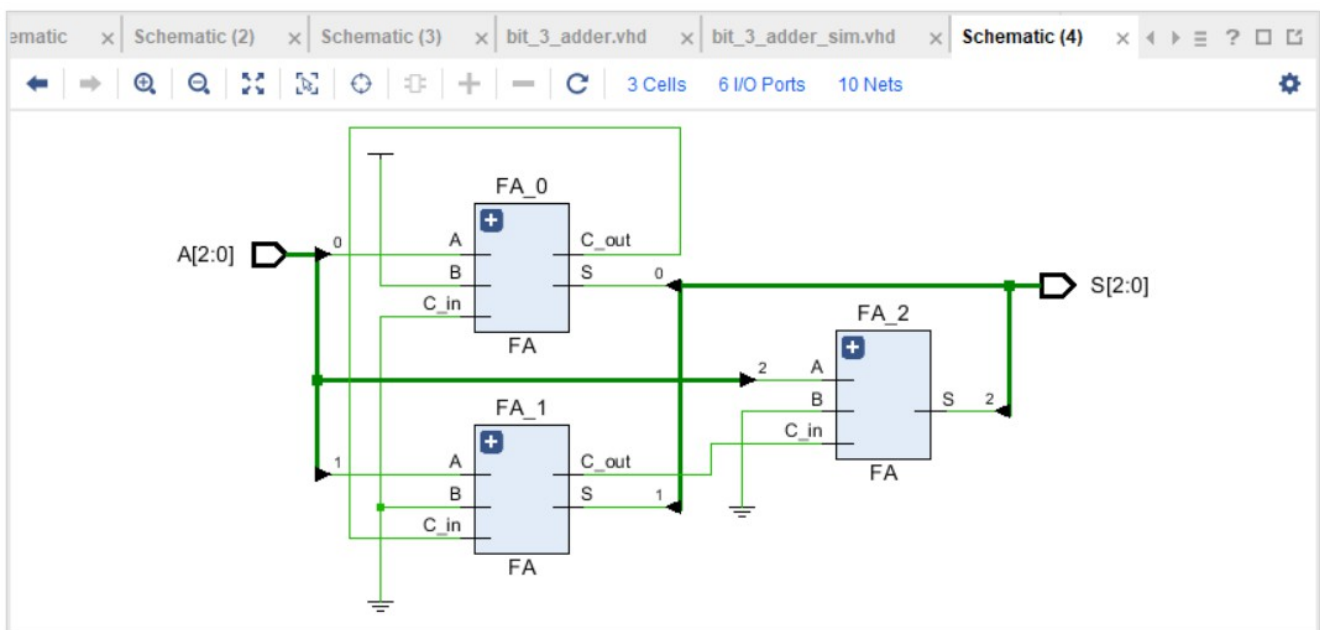 ematic Schematic (2) Schematic (3) bit_3_adder.vhd bit_3_adder_sim.vhd Schematic (4)
3 Cells 6 I/O Ports 10 Nets
FA_0
A[2:0]
0
A
B
C_in
C_out
S
0
FA
S[2:0]
FA_2
2
A
B
C_in
S
2
FA
FA_1
1
A
B
C_in
C_out
S
1
FA